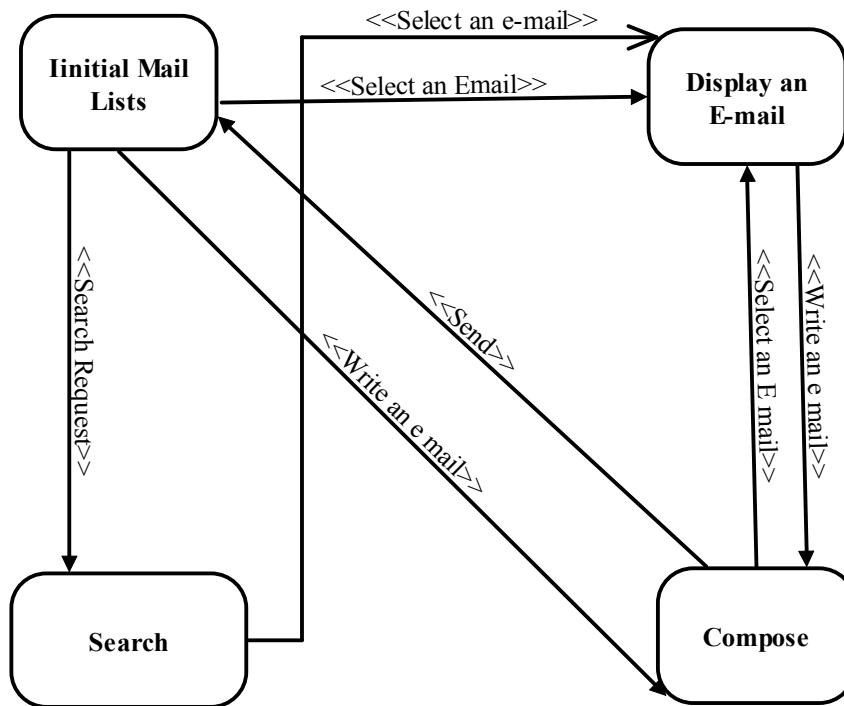 <<Select an e-mail>>
Iinitial Mail
Lists
<<Select an Email>>
Display an
E-mail
<<Search Request>>
<<Send>>
<<Write an e mail>>
<<Select an E mail>>
<<Write an e mail>>
Search
Compose